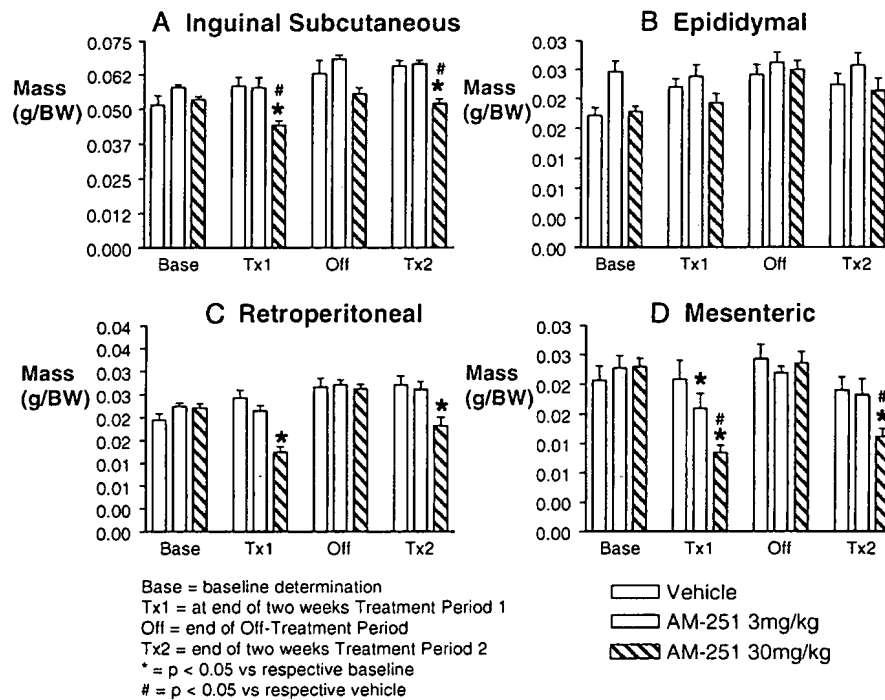 A Inguinal Subcutaneous
Mass
(g/BW)
0.075
0.062
0.050
0.037
0.025
0.012
0.000
#
*
#
*
Base Tx1 Off Tx2
B Epididymal
Mass
(g/BW)
0.03
0.03
0.02
0.02
0.01
0.01
0.00
0.00
Base Tx1 Off Tx2
C Retroperitoneal
Mass
(g/BW)
0.04
0.04
0.03
0.03
0.02
0.02
0.01
0.01
0.00
0.00
*
*
Base Tx1 Off Tx2
D Mesenteric
Mass
(g/BW)
0.03
0.03
0.02
0.02
0.01
0.01
0.00
0.00
*
#
*
#
*
Base Tx1 Off Tx2
Base = baseline determination
Tx1 = at end of two weeks Treatment Period 1
Off = end of Off-Treatment Period
Tx2 = end of two weeks Treatment Period 2
* = p < 0.05 vs respective baseline
# = p < 0.05 vs respective vehicle
Vehicle
AM-251 3mg/kg
AM-251 30mg/kg